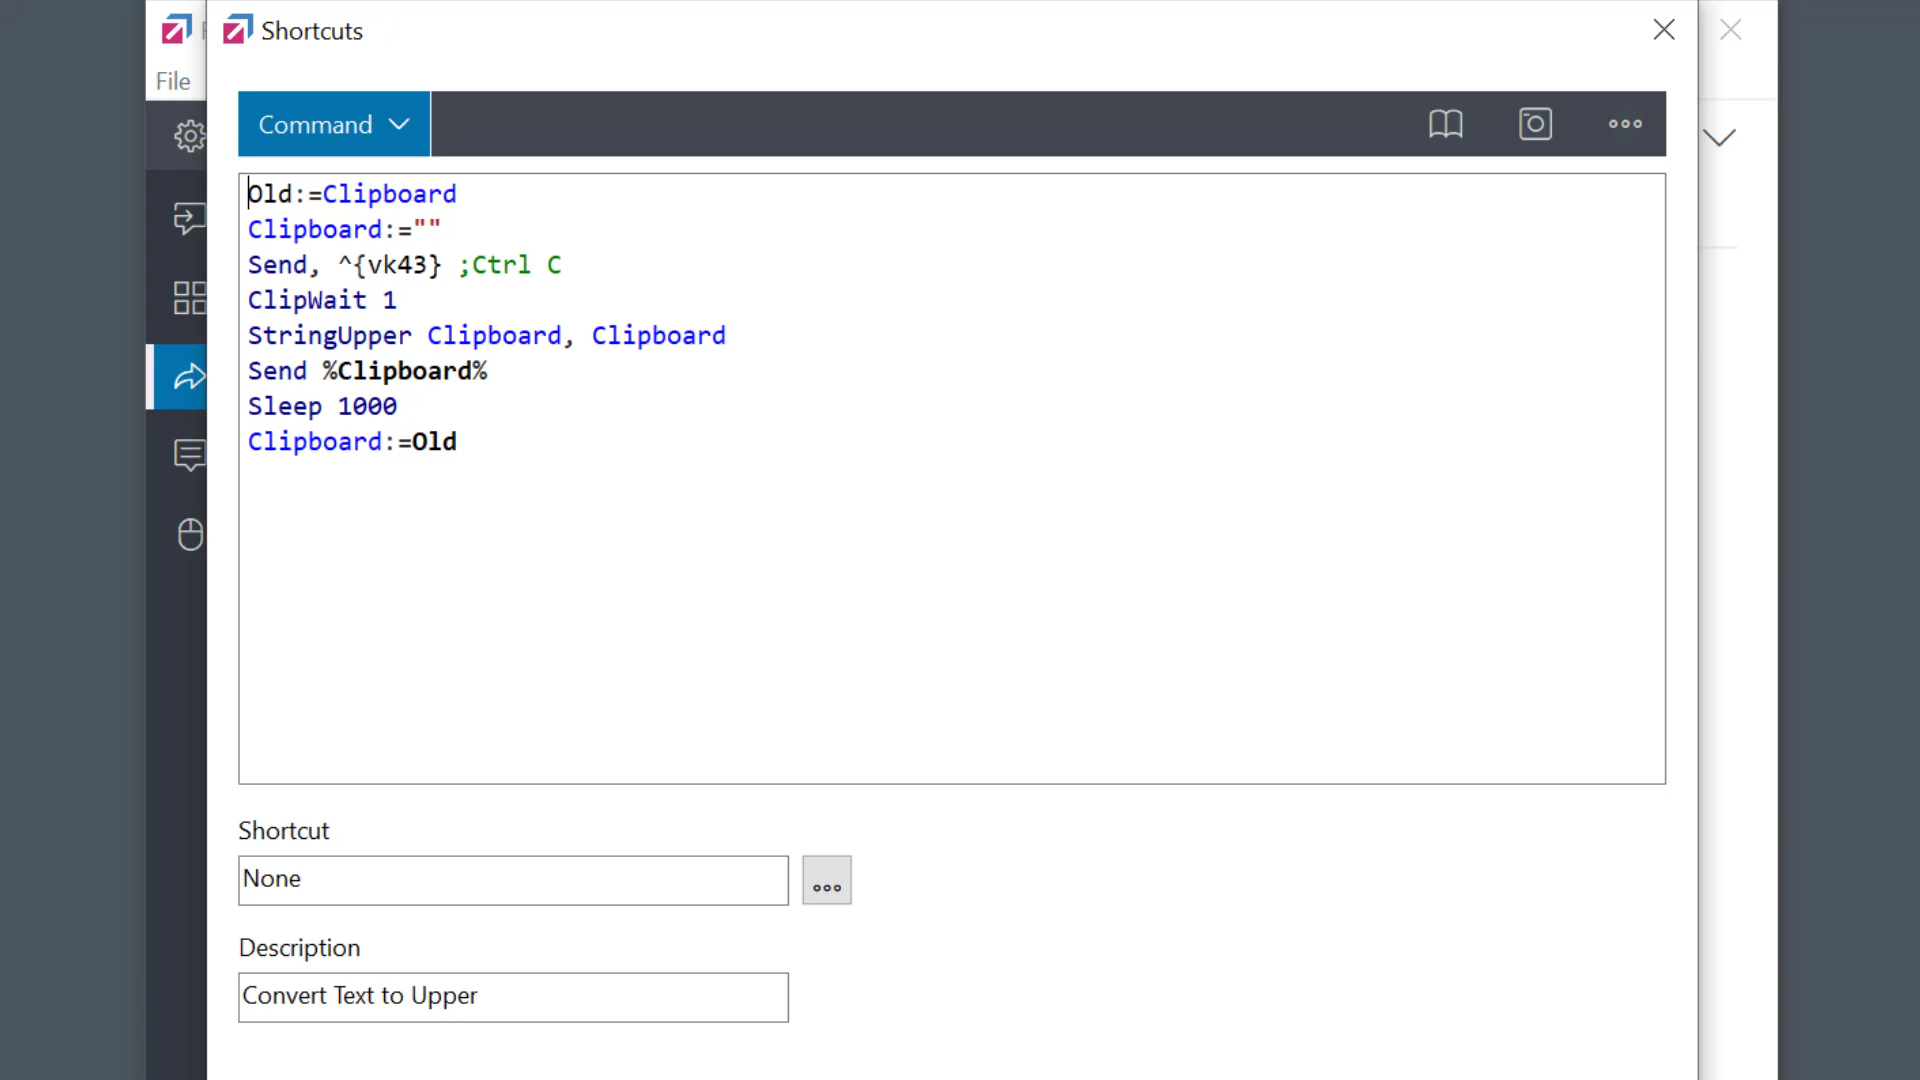 Shortcuts
File
Command
Old:=Clipboard
Clipboard:=""
Send, ^{vk43} ;Ctrl C
ClipWait 1
StringUpper Clipboard, Clipboard
Send %Clipboard%
Sleep 1000
Clipboard:=Old
Shortcut
None
...
Description
Convert Text to Upper